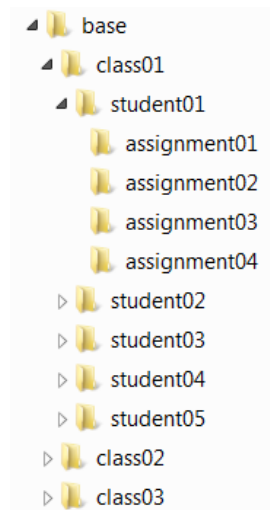 base
class01
student01
assignment01
assignment02
assignment03
assignment04
student02
student03
student04
student05
class02
class03